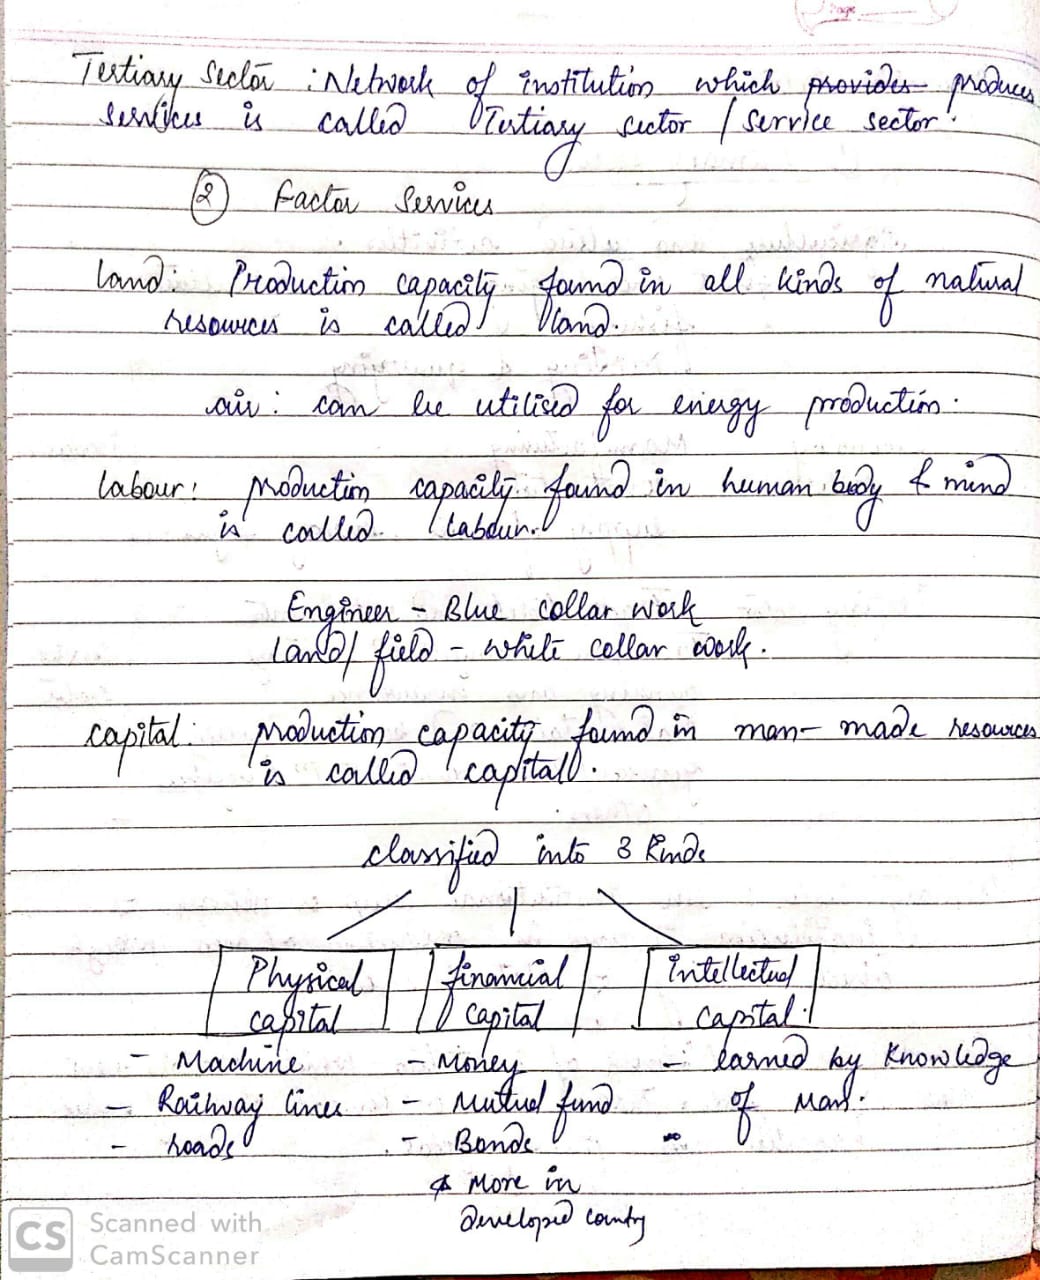 Page
Tertiary Sector : Network of institution which provides produces
services is called Tertiary sector / service sector.
② Factor Services
land: Production capacity found in all kinds of natural
resources is called land.
air : can be utilised for energy production.
labour: production capacity found in human body & mind
is called labour.
Engineer - Blue collar work
land/ field - white collar work.
capital: production capacity found in man- made resources
is called capital.
classified into 3 kinds
Physical capital
financial capital
intellectual capital.
- Machine
- Railway lines
- roads
- Money
- Mutual fund
- Bonds
More in
developed country
- earned by Knowledge
of man.
CS Scanned with
CamScanner